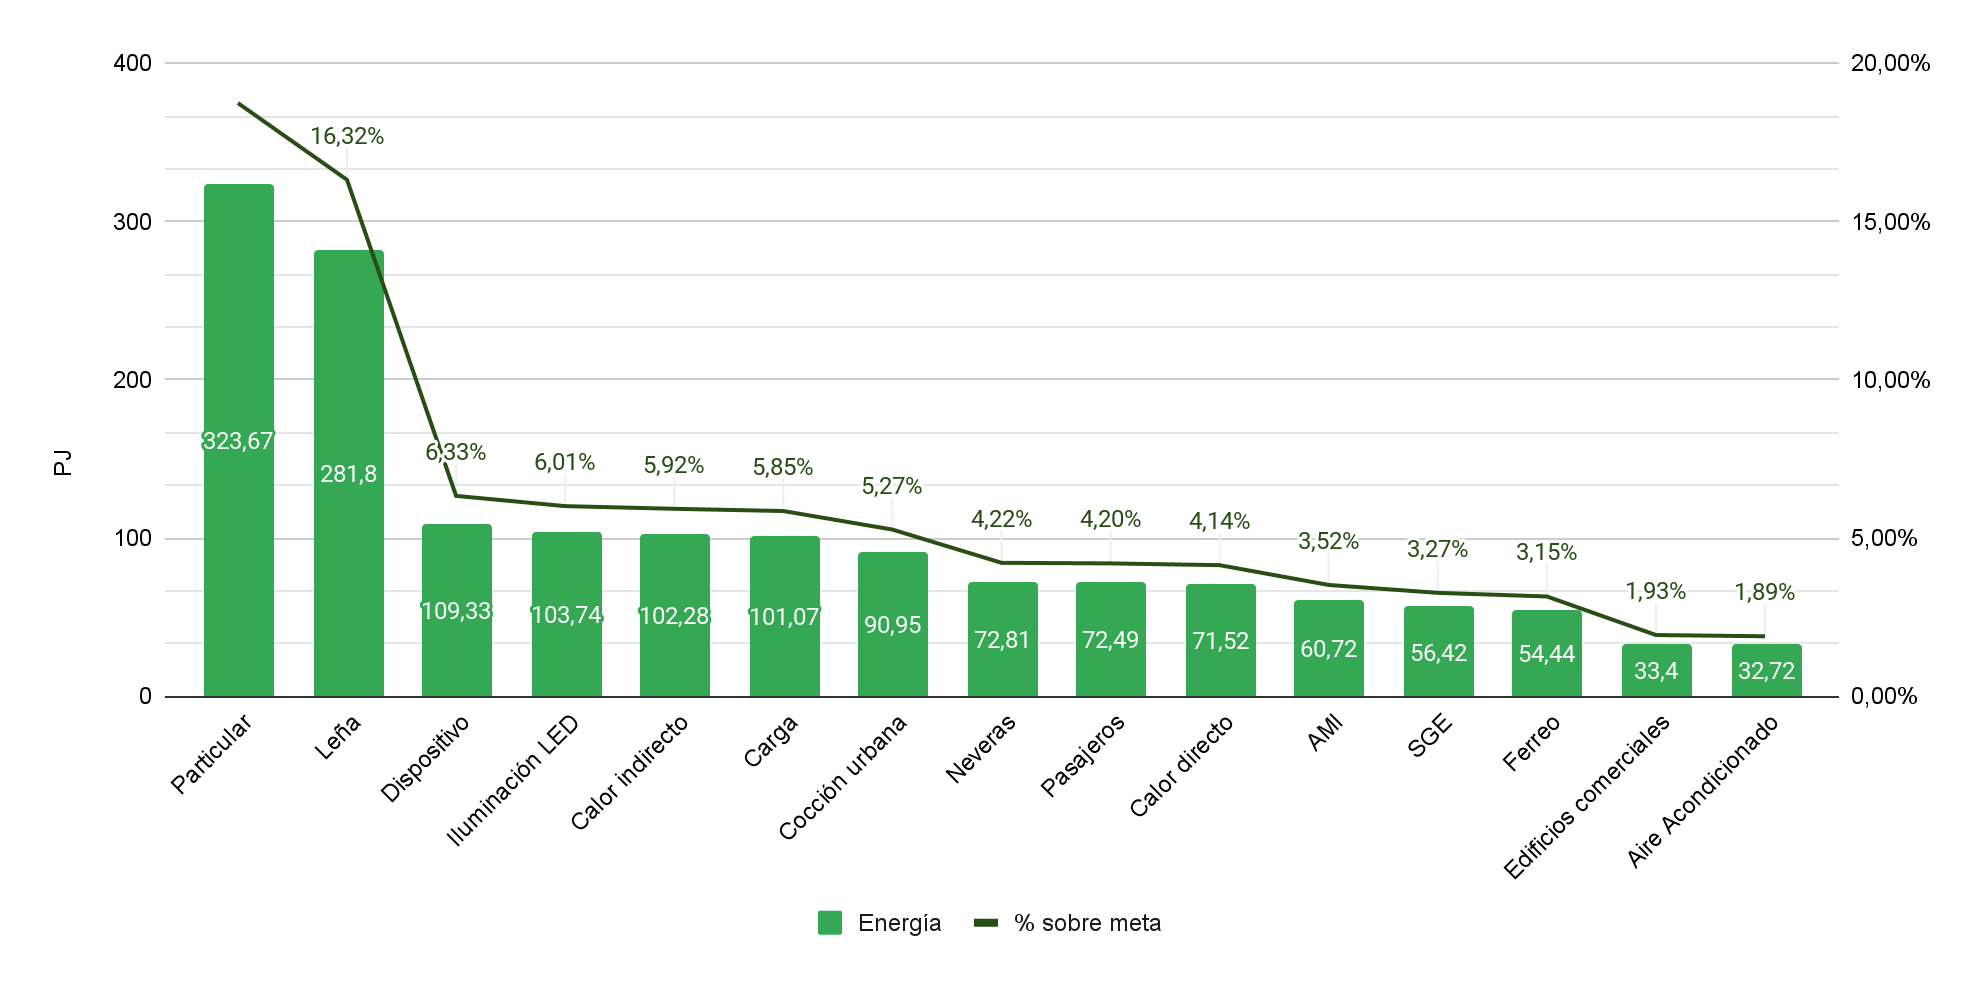 400
300
200
100
0
PJ
20,00%
15,00%
10,00%
5,00%
0,00%
16,32%
6,33%
6,01%
5,92%
5,85%
5,27%
4,22%
4,20%
4,14%
3,52%
3,27%
3,15%
1,93%
1,89%
323,67
281,8
109,33
103,74
102,28
101,07
90,95
72,81
72,49
71,52
60,72
56,42
54,44
33,4
32,72
Particular
Leña
Dispositivo
Iluminación LED
Calor indirecto
Carga
Cocción urbana
Neveras
Pasajeros
Calor directo
AMI
SGE
Ferreo
Edificios comerciales
Aire Acondicionado
Energía
% sobre meta